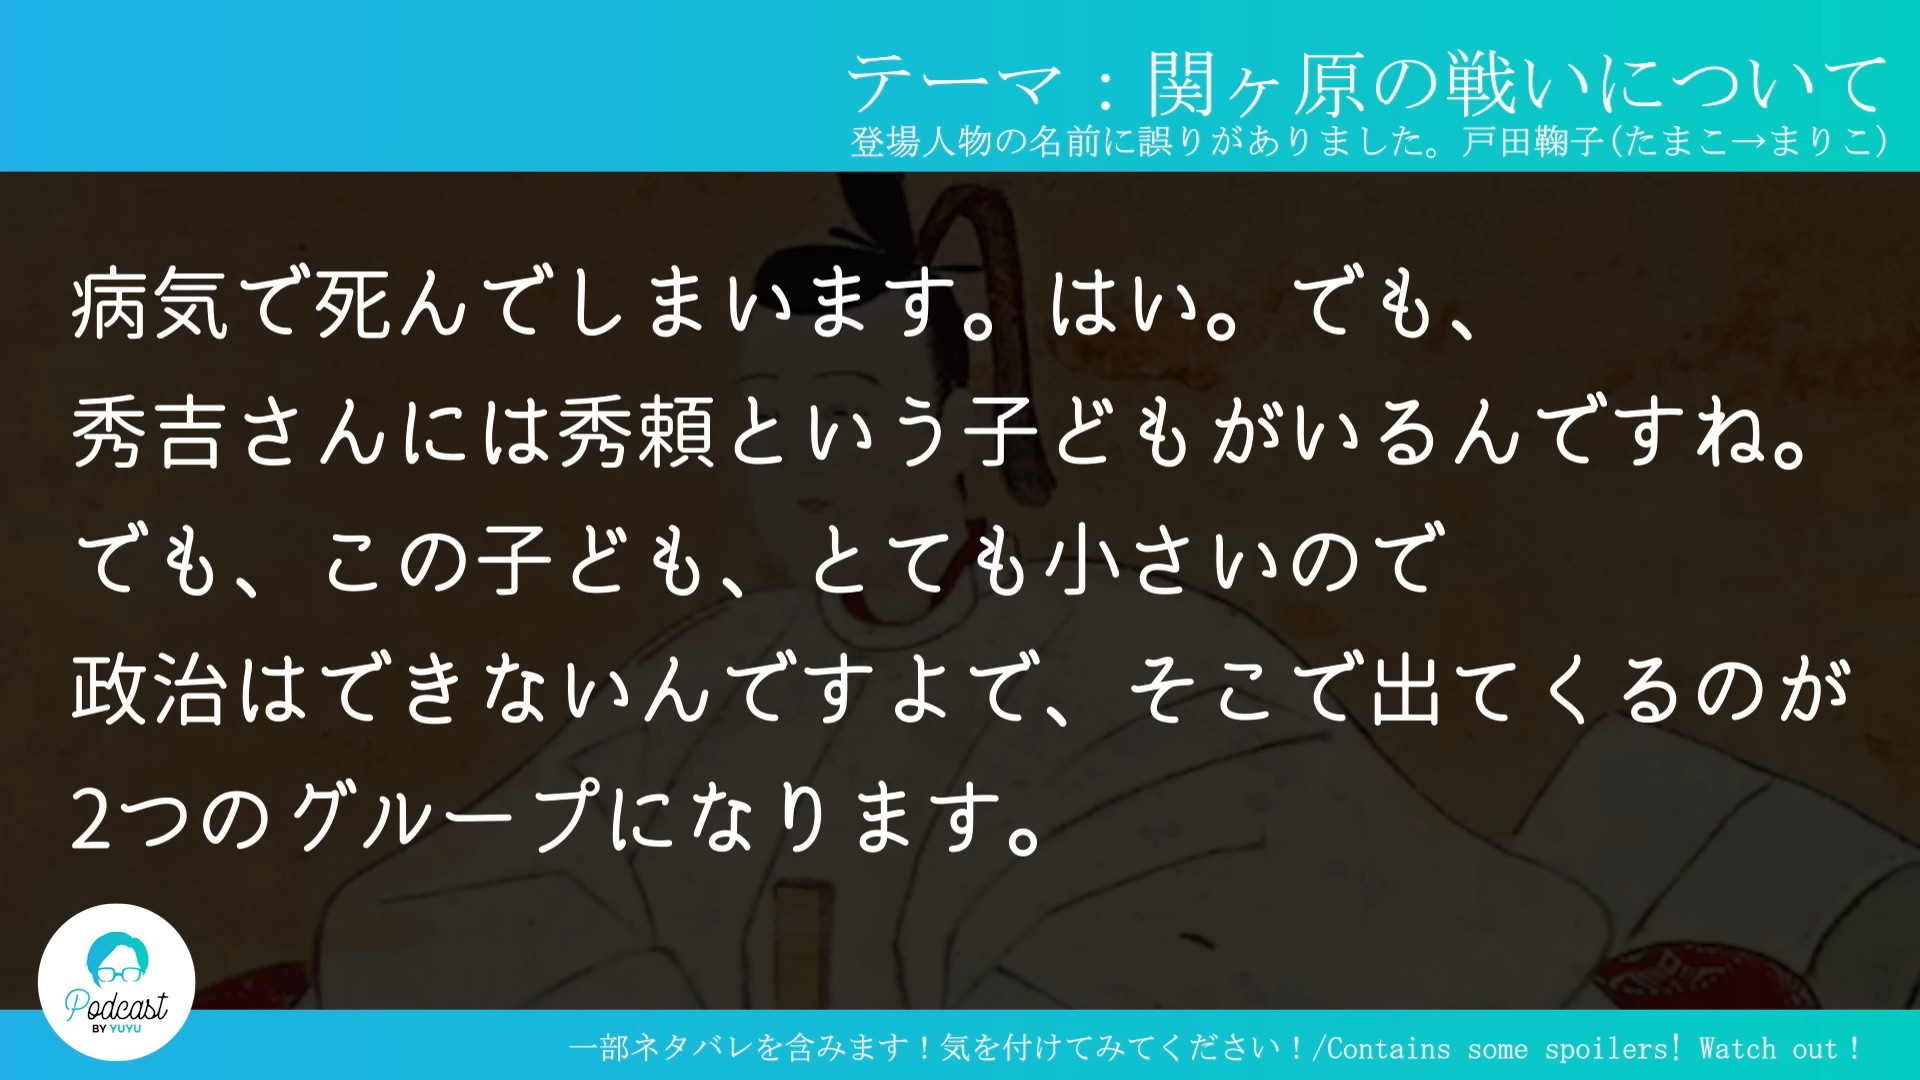 テーマ：関ヶ原の戦いについて
登場人物の名前に誤りがありました。戸田鞠子(たまこ→まりこ)
病気で死んでしまいます。はい。でも、
秀吉さんには秀頼という子どもがいるんですね。
でも、この子ども、とても小さいので
政治はできないんですよで、そこで出てくるのが
2つのグループになります。
Podcast
BY YUYU
一部ネタバレを含みます！気を付けてみてください！/Contains some spoilers! Watch out！